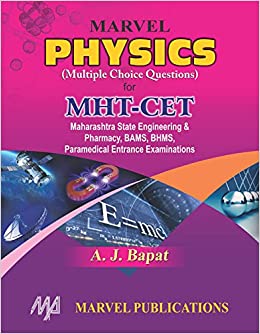 MARVEL
PHYSICS
(Multiple Choice Questions)
for
MHT-CET
Maharashtra State Engineering &
Pharmacy, BAMS, BHMS,
Paramedical Entrance Examinations
E=mc²
A. J. Bapat
MARVEL PUBLICATIONS